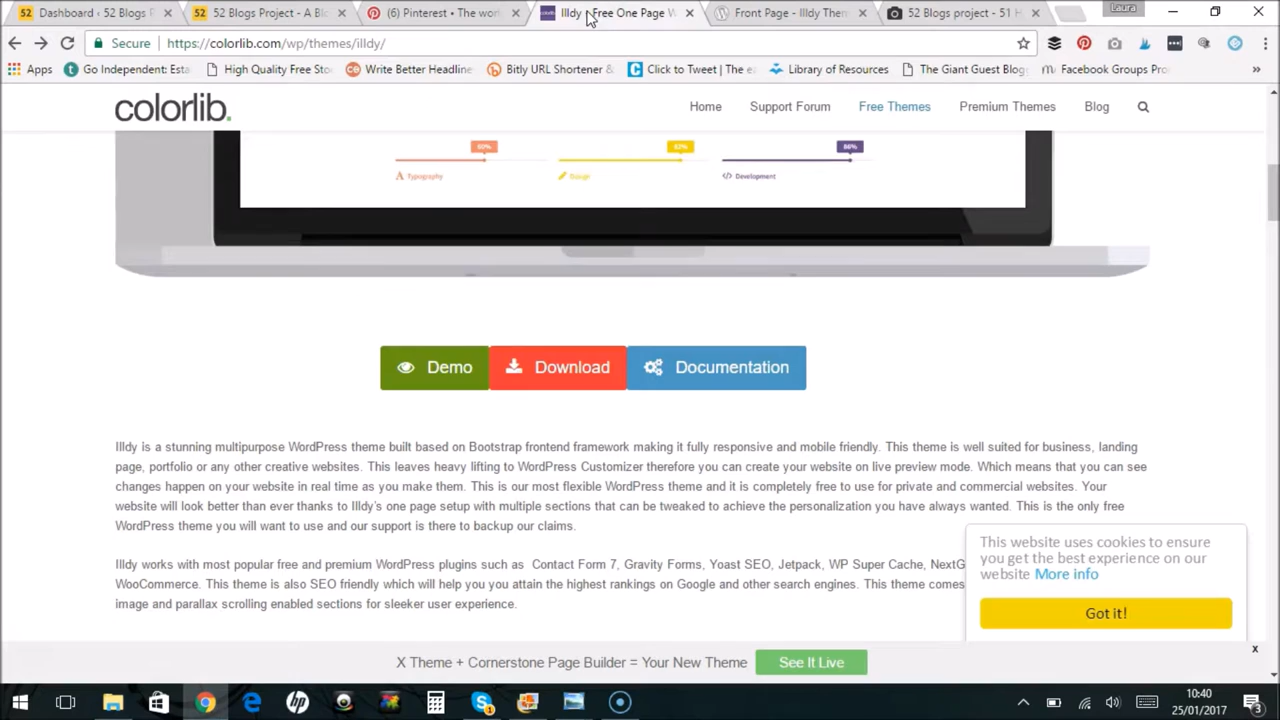 Dashboard ‹ 52 Blogs P
52 Blogs Project - A Bl
(6) Pinterest • The worl
Illdy - Free One Page W
Front Page - Illdy Them
52 Blogs project - 51 H
Laura
Secure https://colorlib.com/wp/themes/illdy/
Apps Go Independent: Esta High Quality Free Sto Write Better Headline Bitly URL Shortener & Click to Tweet | The e Library of Resources The Giant Guest Blog Facebook Groups Pro
colorlib.
Home Support Forum Free Themes Premium Themes Blog
Typography Design Development
Demo Download Documentation
Illdy is a stunning multipurpose WordPress theme built based on Bootstrap frontend framework making it fully responsive and mobile friendly. This theme is well suited for business, landing
page, portfolio or any other creative websites. This leaves heavy lifting to WordPress Customizer therefore you can create your website on live preview mode. Which means that you can see
changes happen on your website in real time as you make them. This is our most flexible WordPress theme and it is completely free to use for private and commercial websites. Your
website will look better than ever thanks to Illdy's one page setup with multiple sections that can be tweaked to achieve the personalization you have always wanted. This is the only free
WordPress theme you will want to use and our support is there to backup our claims.
Illdy works with most popular free and premium WordPress plugins such as Contact Form 7, Gravity Forms, Yoast SEO, Jetpack, WP Super Cache, NextG
WooCommerce. This theme is also SEO friendly which will help you you attain the highest rankings on Google and other search engines. This theme comes
image and parallax scrolling enabled sections for sleeker user experience.
This website uses cookies to ensure
you get the best experience on our
website More info
Got it!
X Theme + Cornerstone Page Builder = Your New Theme See It Live
x
10:40
25/01/2017